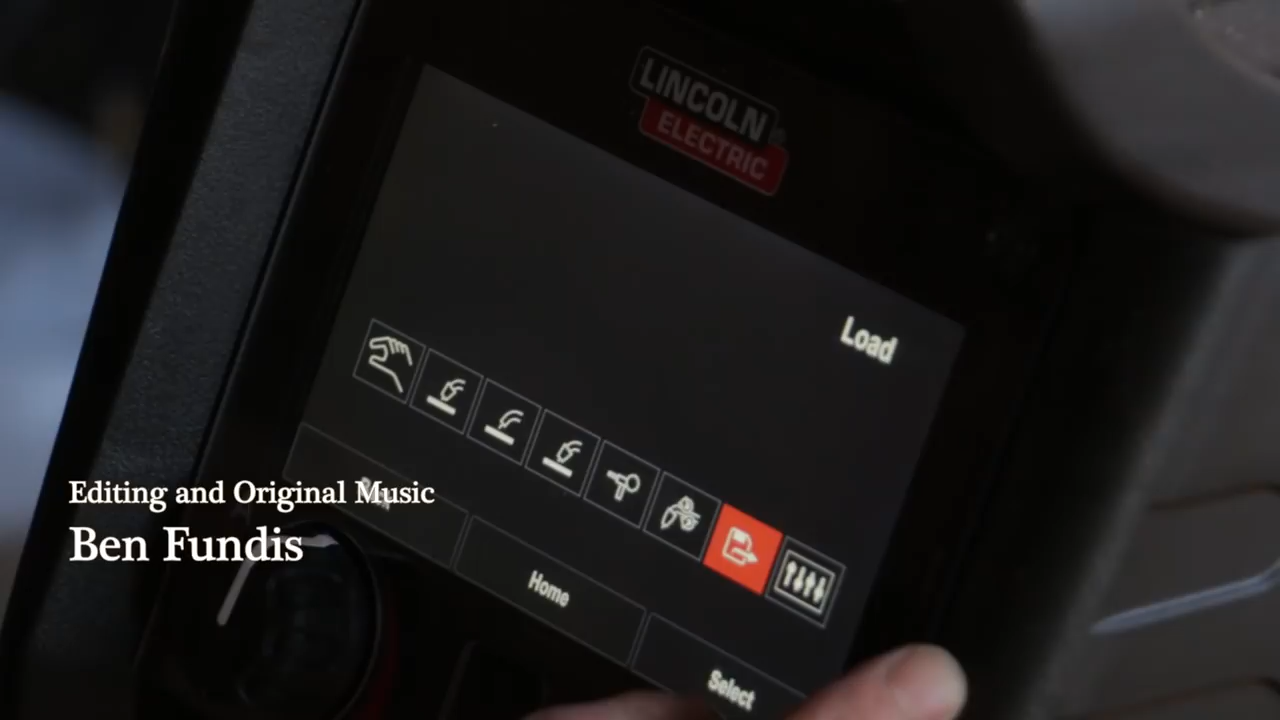 LINCOLN
ELECTRIC
Load
Editing and Original Music
Ben Fundis
Home
Select